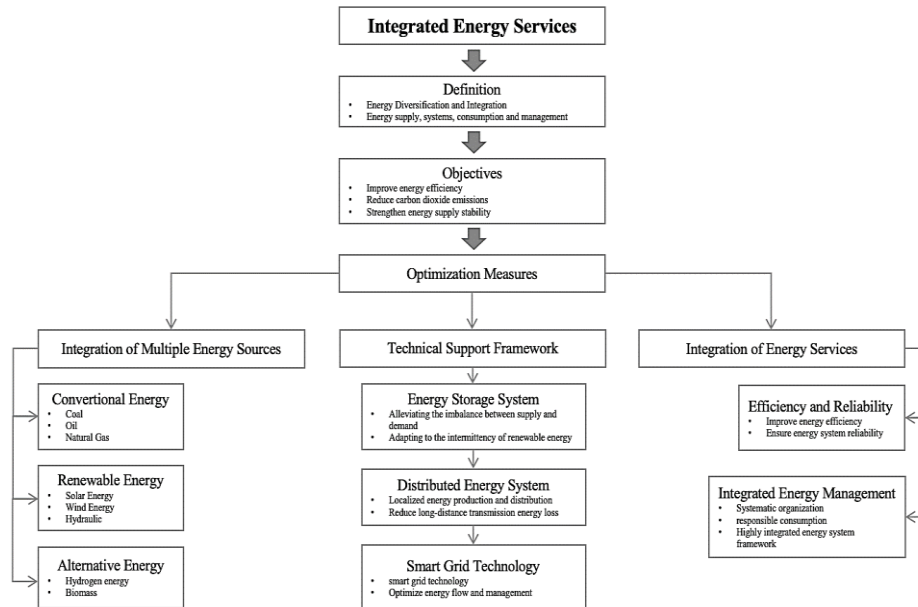 Integrated Energy Services
Definition
• Energy Diversification and Integration
• Energy supply, systems, consumption and management
Objectives
• Improve energy efficiency
• Reduce carbon dioxide emissions
• Strengthen energy supply stability
Optimization Measures
Integration of Multiple Energy Sources
Convertional Energy
• Coal
• Oil
• Natural Gas
Renewable Energy
• Solar Energy
• Wind Energy
• Hydraulic
Alternative Energy
• Hydrogen energy
• Biomass
Technical Support Framework
Energy Storage System
• Alleviating the imbalance between supply and
demand
• Adapting to the intermittency of renewable energy
Distributed Energy System
• Localized energy production and distribution
• Reduce long-distance transmission energy loss
Smart Grid Technology
• smart grid technology
• Optimize energy flow and management
Integration of Energy Services
Efficiency and Reliability
• Improve energy efficiency
• Ensure energy system reliability
Integrated Energy Management
• Systematic organization
• responsible consumption
• Highly integrated energy system
framework